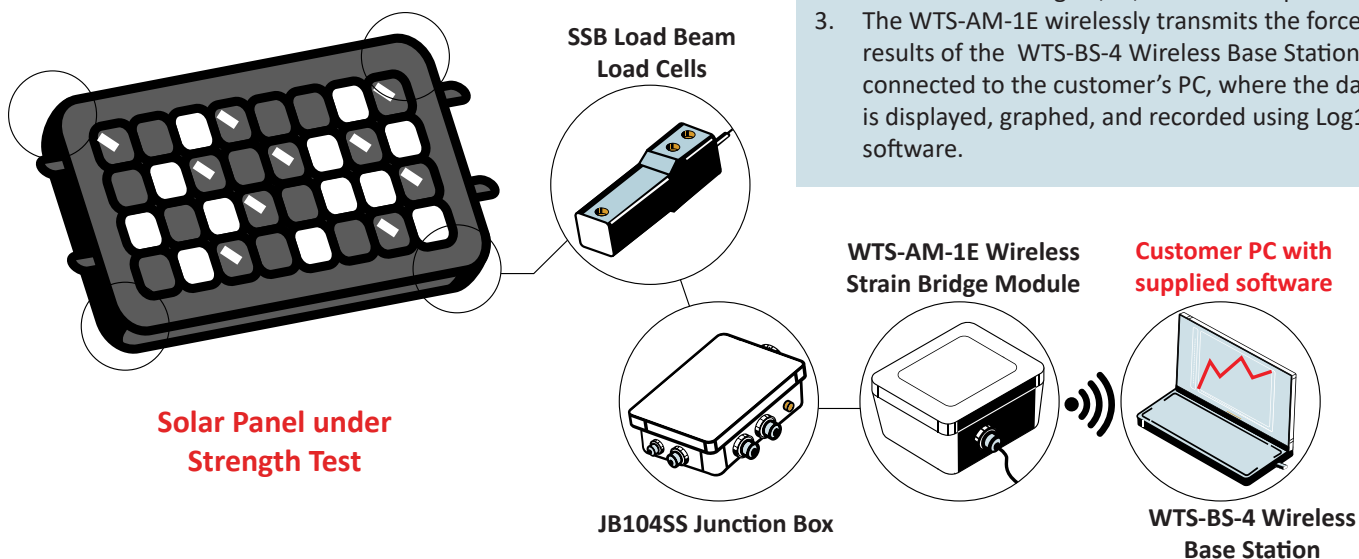 3. The WTS-AM-1E wirelessly transmits the force
results of the WTS-BS-4 Wireless Base Station
connected to the customer's PC, where the da
is displayed, graphed, and recorded using Log1
software.
SSB Load Beam
Load Cells
WTS-AM-1E Wireless
Strain Bridge Module
Customer PC with
supplied software
Solar Panel under
Strength Test
JB104SS Junction Box
WTS-BS-4 Wireless
Base Station